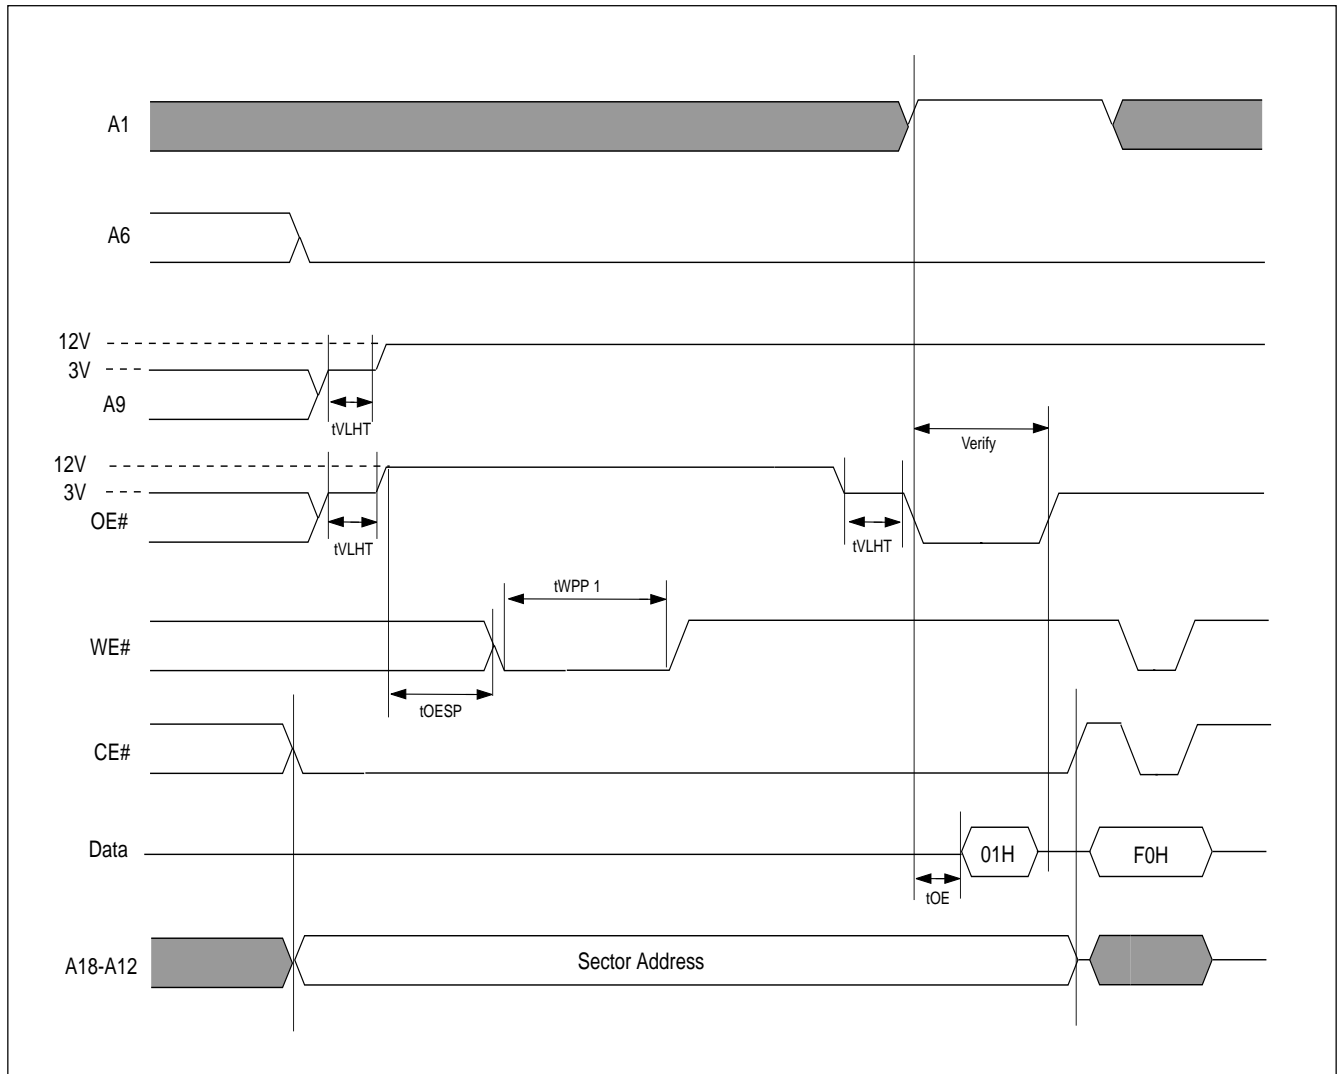 A1
A6
12V
3V
A9
tVLHT
Verify
12V
3V
OE#
tVLHT
tVLHT
tWPP 1
WE#
tOESP
CE#
Data
01H
F0H
tOE
A18-A12
Sector Address